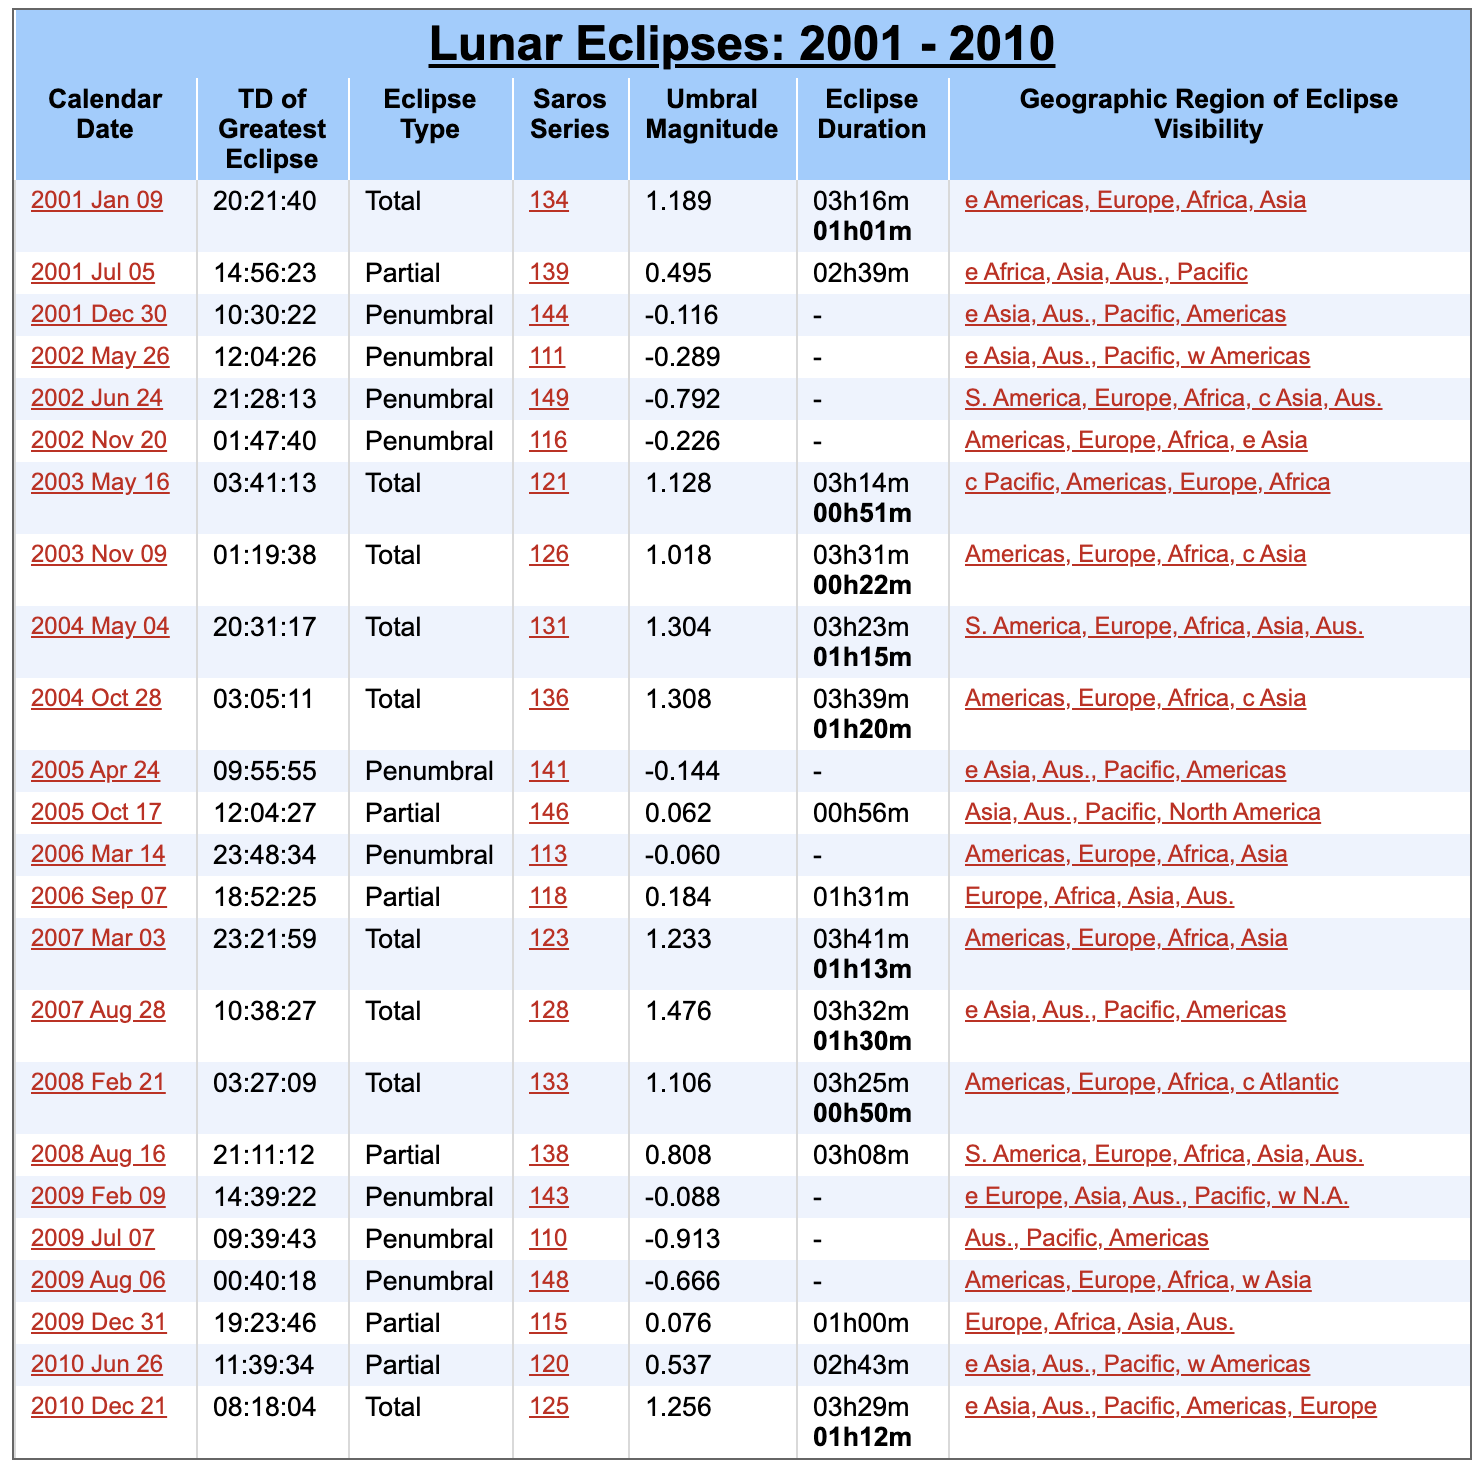 Lunar Eclipses: 2001 - 2010
Calendar Date TD of Greatest Eclipse Eclipse Type Saros Series Umbral Magnitude Eclipse Duration Geographic Region of Eclipse Visibility
2001 Jan 09 20:21:40 Total 134 1.189 03h16m e Americas, Europe, Africa, Asia
01h01m
2001 Jul 05 14:56:23 Partial 139 0.495 02h39m e Africa, Asia, Aus., Pacific
2001 Dec 30 10:30:22 Penumbral 144 -0.116 - e Asia, Aus., Pacific, Americas
2002 May 26 12:04:26 Penumbral 111 -0.289 - e Asia, Aus., Pacific, w Americas
2002 Jun 24 21:28:13 Penumbral 149 -0.792 - S. America, Europe, Africa, c Asia, Aus.
2002 Nov 20 01:47:40 Penumbral 116 -0.226 - Americas, Europe, Africa, e Asia
2003 May 16 03:41:13 Total 121 1.128 03h14m c Pacific, Americas, Europe, Africa
00h51m
2003 Nov 09 01:19:38 Total 126 1.018 03h31m Americas, Europe, Africa, c Asia
00h22m
2004 May 04 20:31:17 Total 131 1.304 03h23m S. America, Europe, Africa, Asia, Aus.
01h15m
2004 Oct 28 03:05:11 Total 136 1.308 03h39m Americas, Europe, Africa, c Asia
01h20m
2005 Apr 24 09:55:55 Penumbral 141 -0.144 - e Asia, Aus., Pacific, Americas
2005 Oct 17 12:04:27 Partial 146 0.062 00h56m Asia, Aus., Pacific, North America
2006 Mar 14 23:48:34 Penumbral 113 -0.060 - Americas, Europe, Africa, Asia
2006 Sep 07 18:52:25 Partial 118 0.184 01h31m Europe, Africa, Asia, Aus.
2007 Mar 03 23:21:59 Total 123 1.233 03h41m Americas, Europe, Africa, Asia
01h13m
2007 Aug 28 10:38:27 Total 128 1.476 03h32m e Asia, Aus., Pacific, Americas
01h30m
2008 Feb 21 03:27:09 Total 133 1.106 03h25m Americas, Europe, Africa, c Atlantic
00h50m
2008 Aug 16 21:11:12 Partial 138 0.808 03h08m S. America, Europe, Africa, Asia, Aus.
2009 Feb 09 14:39:22 Penumbral 143 -0.088 - e Europe, Asia, Aus., Pacific, w N.A.
2009 Jul 07 09:39:43 Penumbral 110 -0.913 - Aus., Pacific, Americas
2009 Aug 06 00:40:18 Penumbral 148 -0.666 - Americas, Europe, Africa, w Asia
2009 Dec 31 19:23:46 Partial 115 0.076 01h00m Europe, Africa, Asia, Aus.
2010 Jun 26 11:39:34 Partial 120 0.537 02h43m e Asia, Aus., Pacific, w Americas
2010 Dec 21 08:18:04 Total 125 1.256 03h29m e Asia, Aus., Pacific, Americas, Europe
01h12m